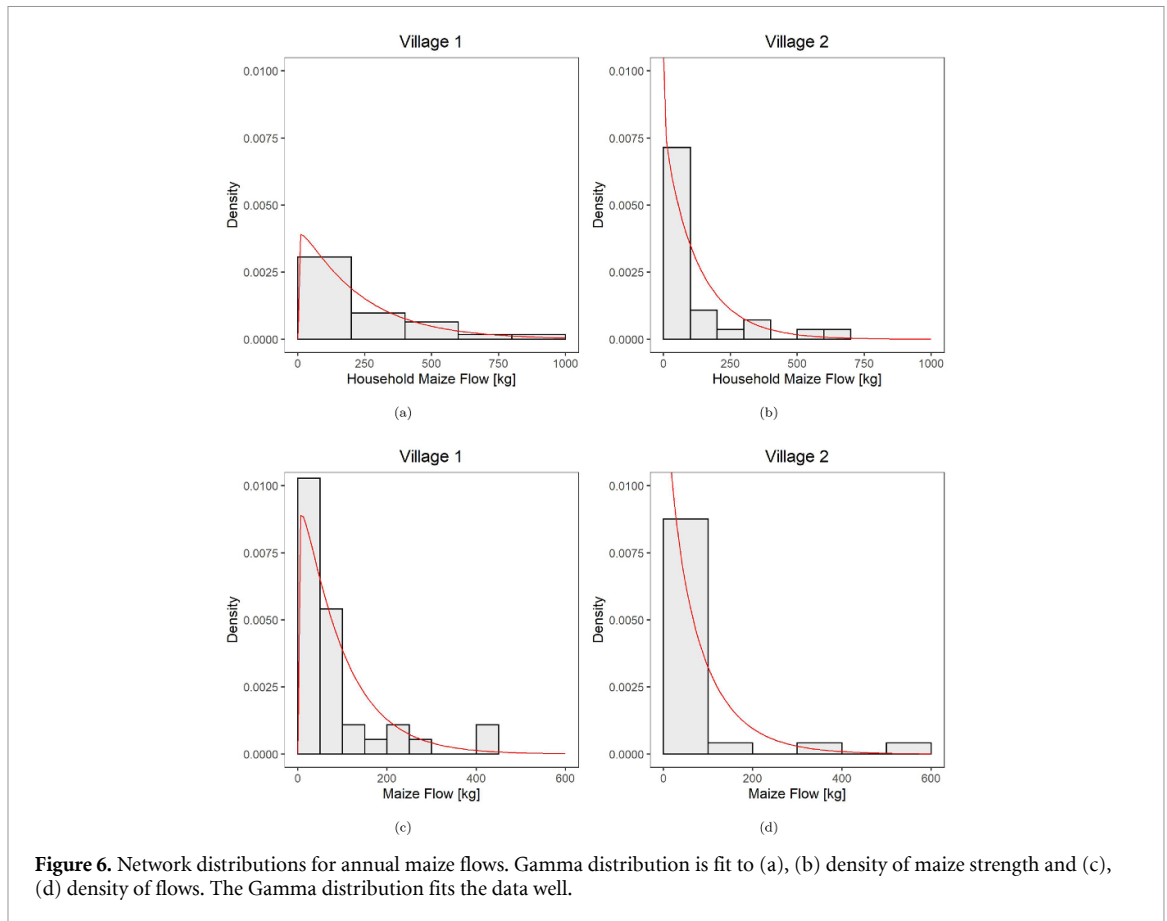 Village 1
Village 2
0.0100
0.0075
0.0050
0.0025
0.0000
Density
0
250
500
750
1000
Household Maize Flow [kg]
(a)
0.0100
0.0075
0.0050
0.0025
0.0000
Density
0
250
500
750
1000
Household Maize Flow [kg]
(b)
Village 1
Village 2
0.0100
0.0075
0.0050
0.0025
0.0000
Density
0
200
400
600
Maize Flow [kg]
(c)
0.0100
0.0075
0.0050
0.0025
0.0000
Density
0
200
400
600
Maize Flow [kg]
(d)
Figure 6. Network distributions for annual maize flows. Gamma distribution is fit to (a), (b) density of maize strength and (c),
(d) density of flows. The Gamma distribution fits the data well.